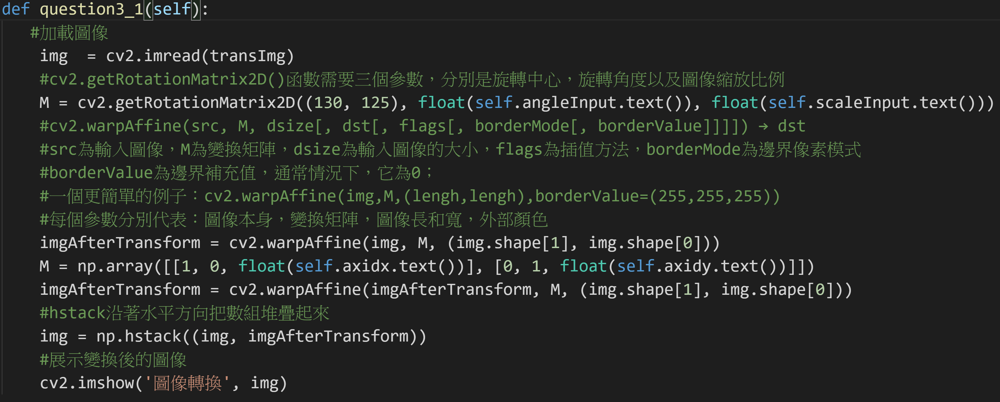 def question3_1(self):
#加載圖像
img  = cv2.imread(transImg)
#cv2.getRotationMatrix2D()函數需要三個參數，分別是旋轉中心，旋轉角度以及圖像縮放比例
M = cv2.getRotationMatrix2D((130, 125), float(self.angleInput.text()), float(self.scaleInput.text()))
#cv2.warpAffine(src, M, dsize[, dst[, flags[, borderMode[, borderValue]]]]) → dst
#src為輸入圖像，M為變換矩陣，dsize為輸入圖像的大小，flags為插值方法，borderMode為邊界像素模式
#borderValue為邊界補充值，通常情況下，它為0；
#一個更簡單的例子：cv2.warpAffine(img,M,(lengh,lengh),borderValue=(255,255,255))
#每個參數分別代表：圖像本身，變換矩陣，圖像長和寬，外部顏色
imgAfterTransform = cv2.warpAffine(img, M, (img.shape[1], img.shape[0]))
M = np.array([[1, 0, float(self.axidx.text())], [0, 1, float(self.axidy.text())]])
imgAfterTransform = cv2.warpAffine(imgAfterTransform, M, (img.shape[1], img.shape[0]))
#hstack沿著水平方向把數組堆疊起來
img = np.hstack((img, imgAfterTransform))
#展示變換後的圖像
cv2.imshow('圖像轉換', img)